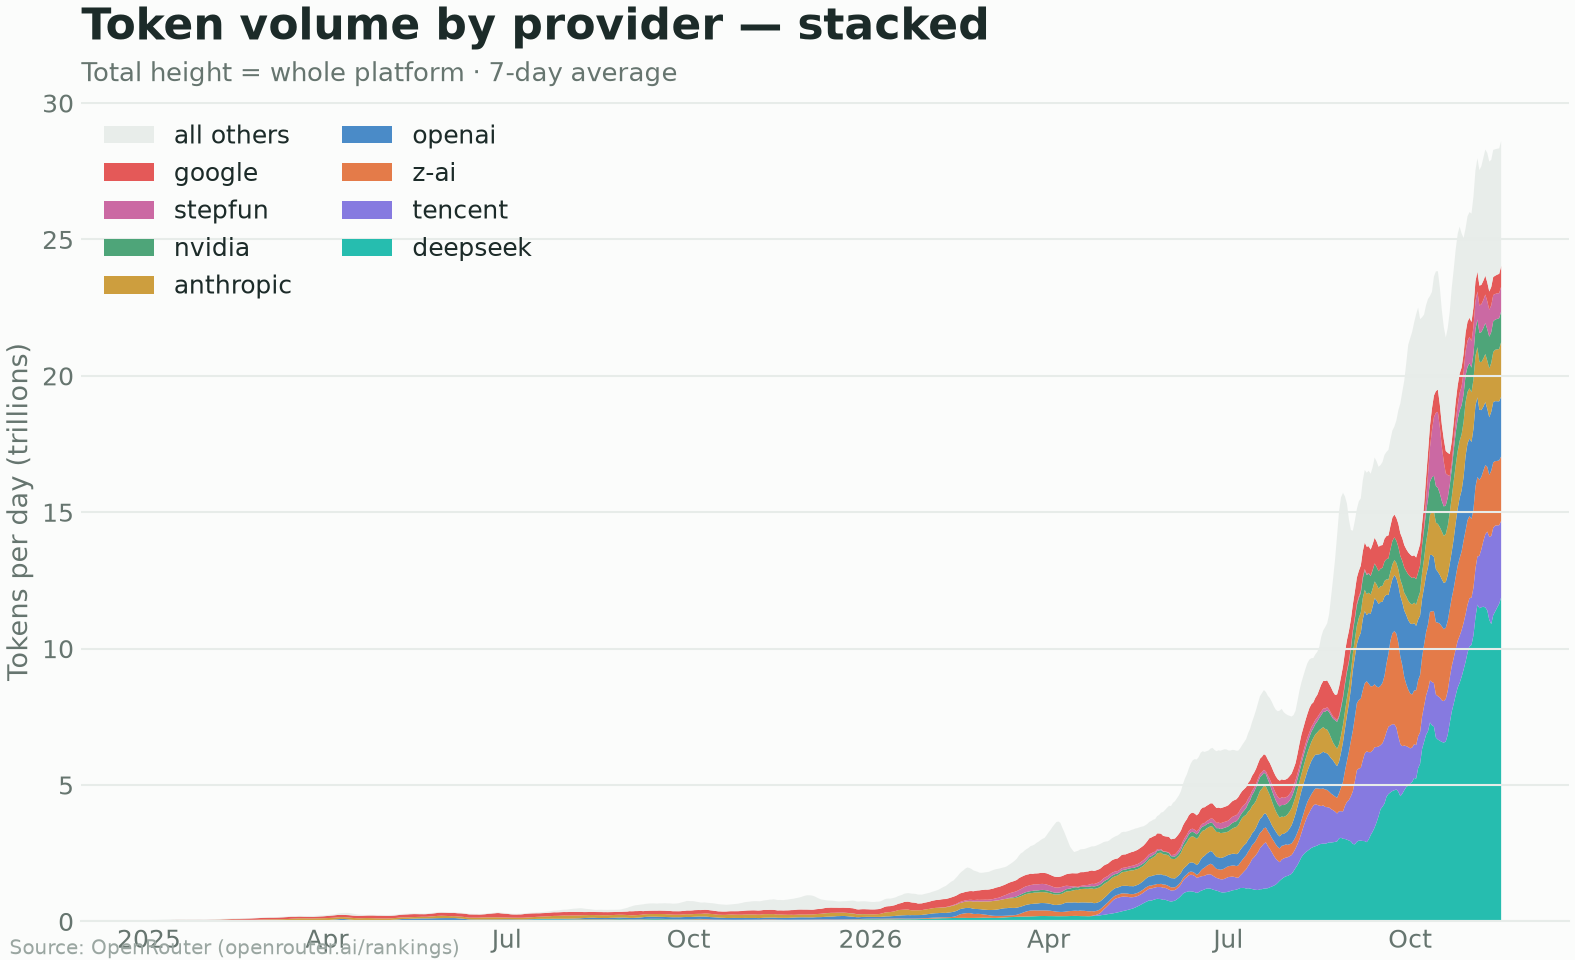 Token volume by provider — stacked
Total height = whole platform · 7-day average
30
25
20
15
10
5
0
Tokens per day (trillions)
all others
google
stepfun
nvidia
anthropic
openai
z-ai
tencent
deepseek
2025
Apr
Jul
Oct
2026
Apr
Jul
Oct
Source: OpenRouter (openrouter.ai/rankings)